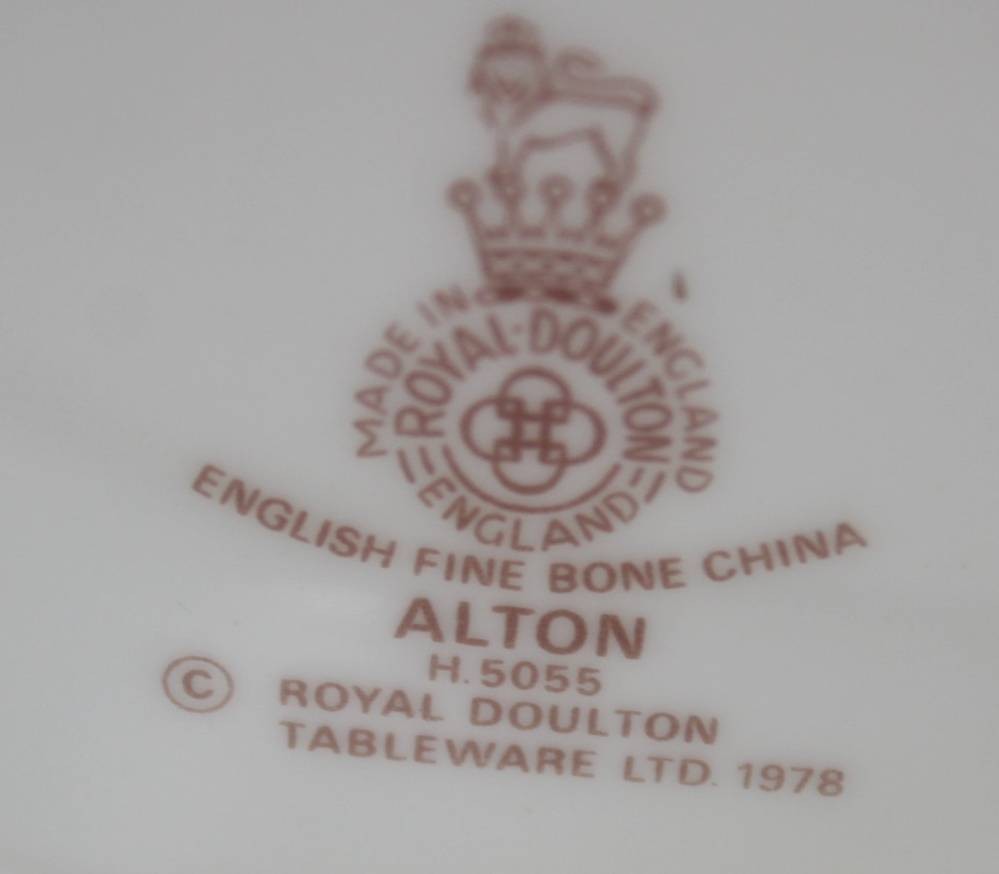 MADE IN ENGLAND
ROYAL·DOULTON
ENGLAND
ENGLISH FINE BONE CHINA
ALTON
H. 5055
© ROYAL DOULTON
TABLEWARE LTD. 1978